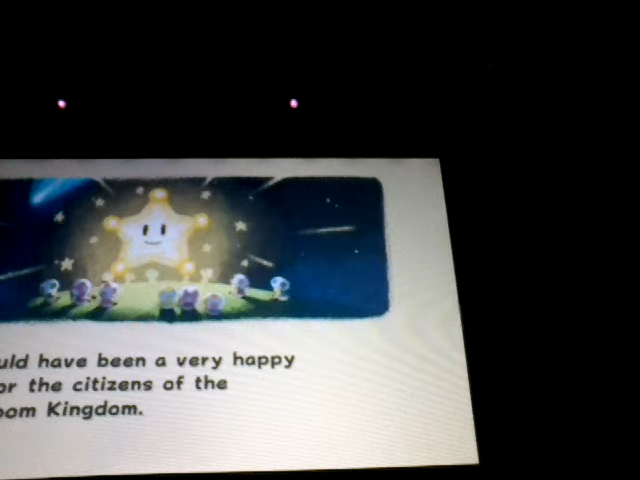 uld have been a very happy
or the citizens of the
oom Kingdom.